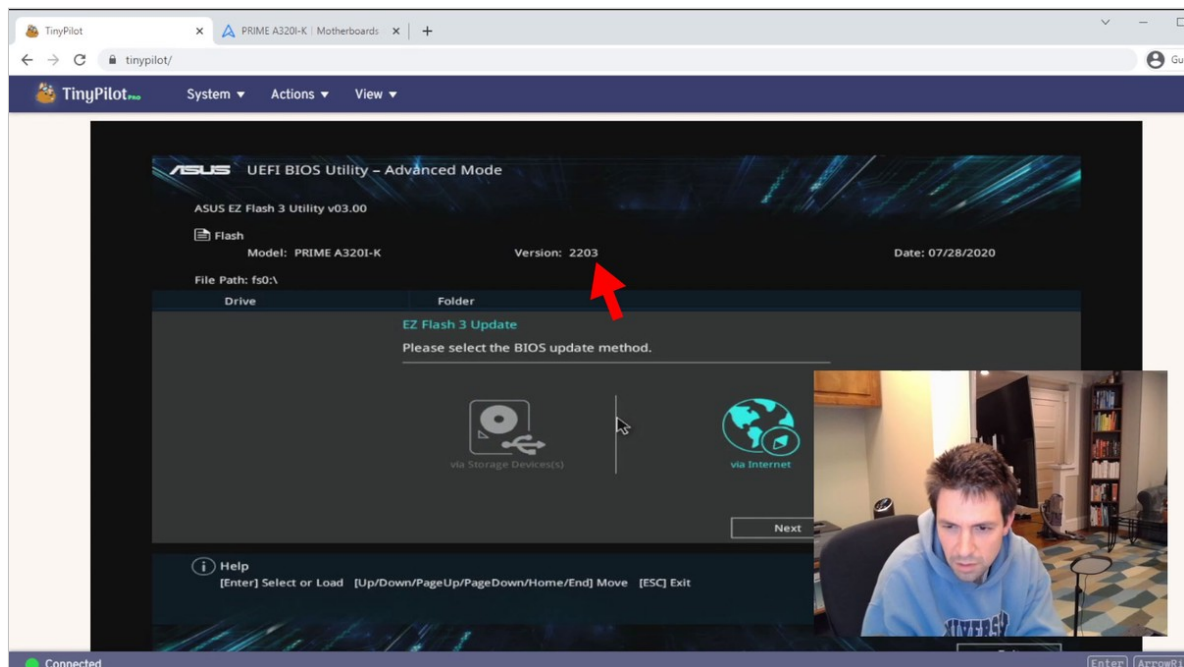 TinyPilot
PRIME A320I-K | Motherboards
tinypilot/
TinyPilot PRO
System
Actions
View
ASUS UEFI BIOS Utility – Advanced Mode
ASUS EZ Flash 3 Utility v03.00
Flash
Model: PRIME A320I-K
Version: 2203
Date: 07/28/2020
File Path: fs0:\
Drive
Folder
EZ Flash 3 Update
Please select the BIOS update method.
via Storage Devices(s)
via Internet
Next
Help
[Enter] Select or Load [Up/Down/PageUp/PageDown/Home/End] Move [ESC] Exit
Connected
Enter